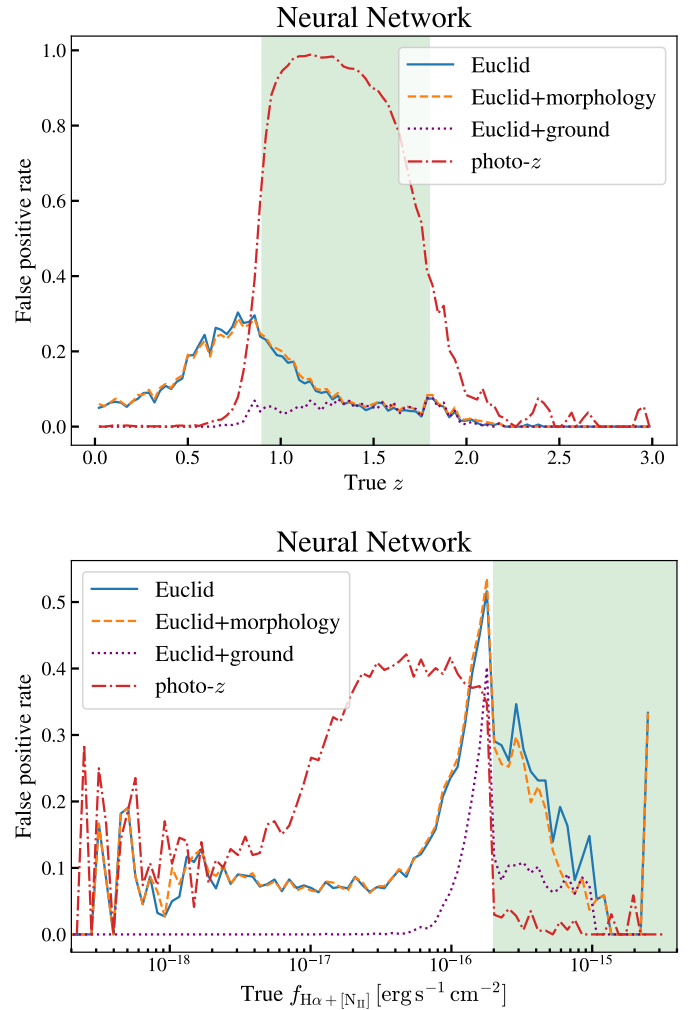 Neural Network
1.0
0.8
0.6
0.4
0.2
0.0
False positive rate
Euclid
Euclid+morphology
Euclid+ground
photo-z
0.0 0.5 1.0 1.5 2.0 2.5 3.0
True z
Neural Network
0.5
0.4
0.3
0.2
0.1
0.0
False positive rate
Euclid
Euclid+morphology
Euclid+ground
photo-z
10⁻¹⁸ 10⁻¹⁷ 10⁻¹⁶ 10⁻¹⁵
True f_{Hα + [N_{II}]} [erg s⁻¹ cm⁻²]